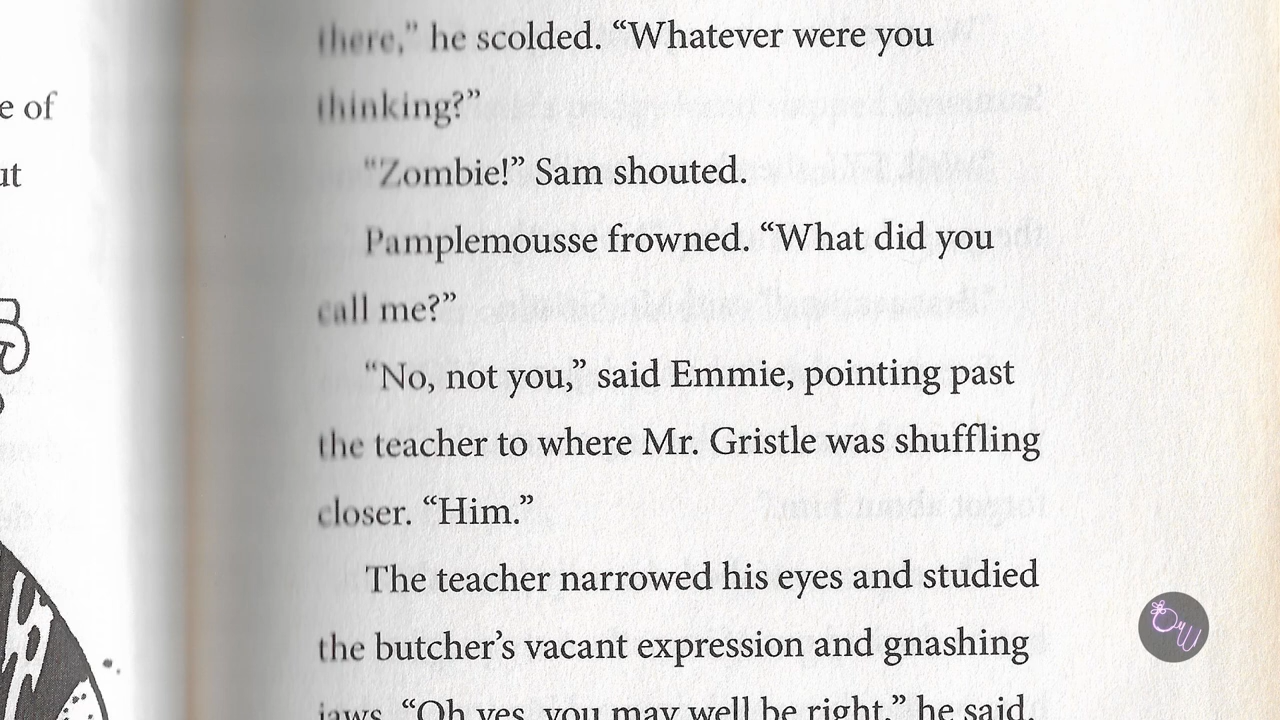 e of
ut
there,” he scolded. “Whatever were you
thinking?”
“Zombie!” Sam shouted.
Pamplemousse frowned. “What did you
call me?”
“No, not you,” said Emmie, pointing past
the teacher to where Mr. Gristle was shuffling
closer. “Him.”
The teacher narrowed his eyes and studied
the butcher’s vacant expression and gnashing
jaws. “Oh yes, you may well be right,” he said.